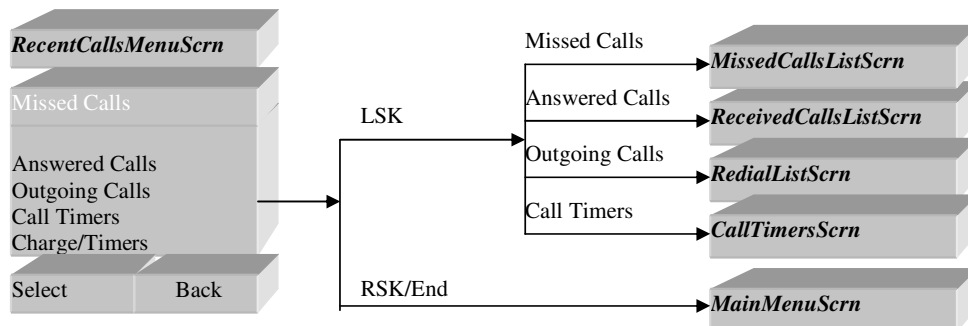 RecentCallsMenuScrn
Missed Calls
Answered Calls
Outgoing Calls
Call Timers
Charge/Timers
Select
Back
LSK
RSK/End
Missed Calls
Answered Calls
Outgoing Calls
Call Timers
MissedCallsListScrn
ReceivedCallsListScrn
RedialListScrn
CallTimersScrn
MainMenuScrn